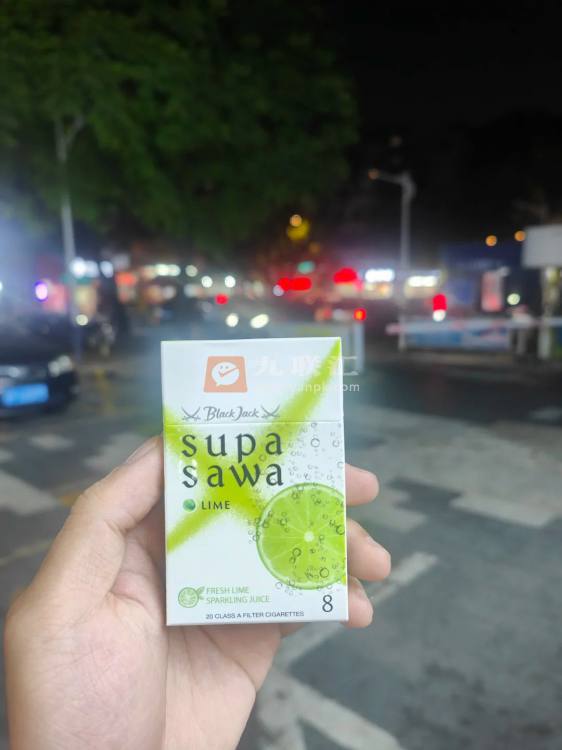 九联汇
Black Jack
supa
sawa
LIME
FRESH LIME
SPARKLING JUICE
20 CLASS A FILTER CIGARETTES
8